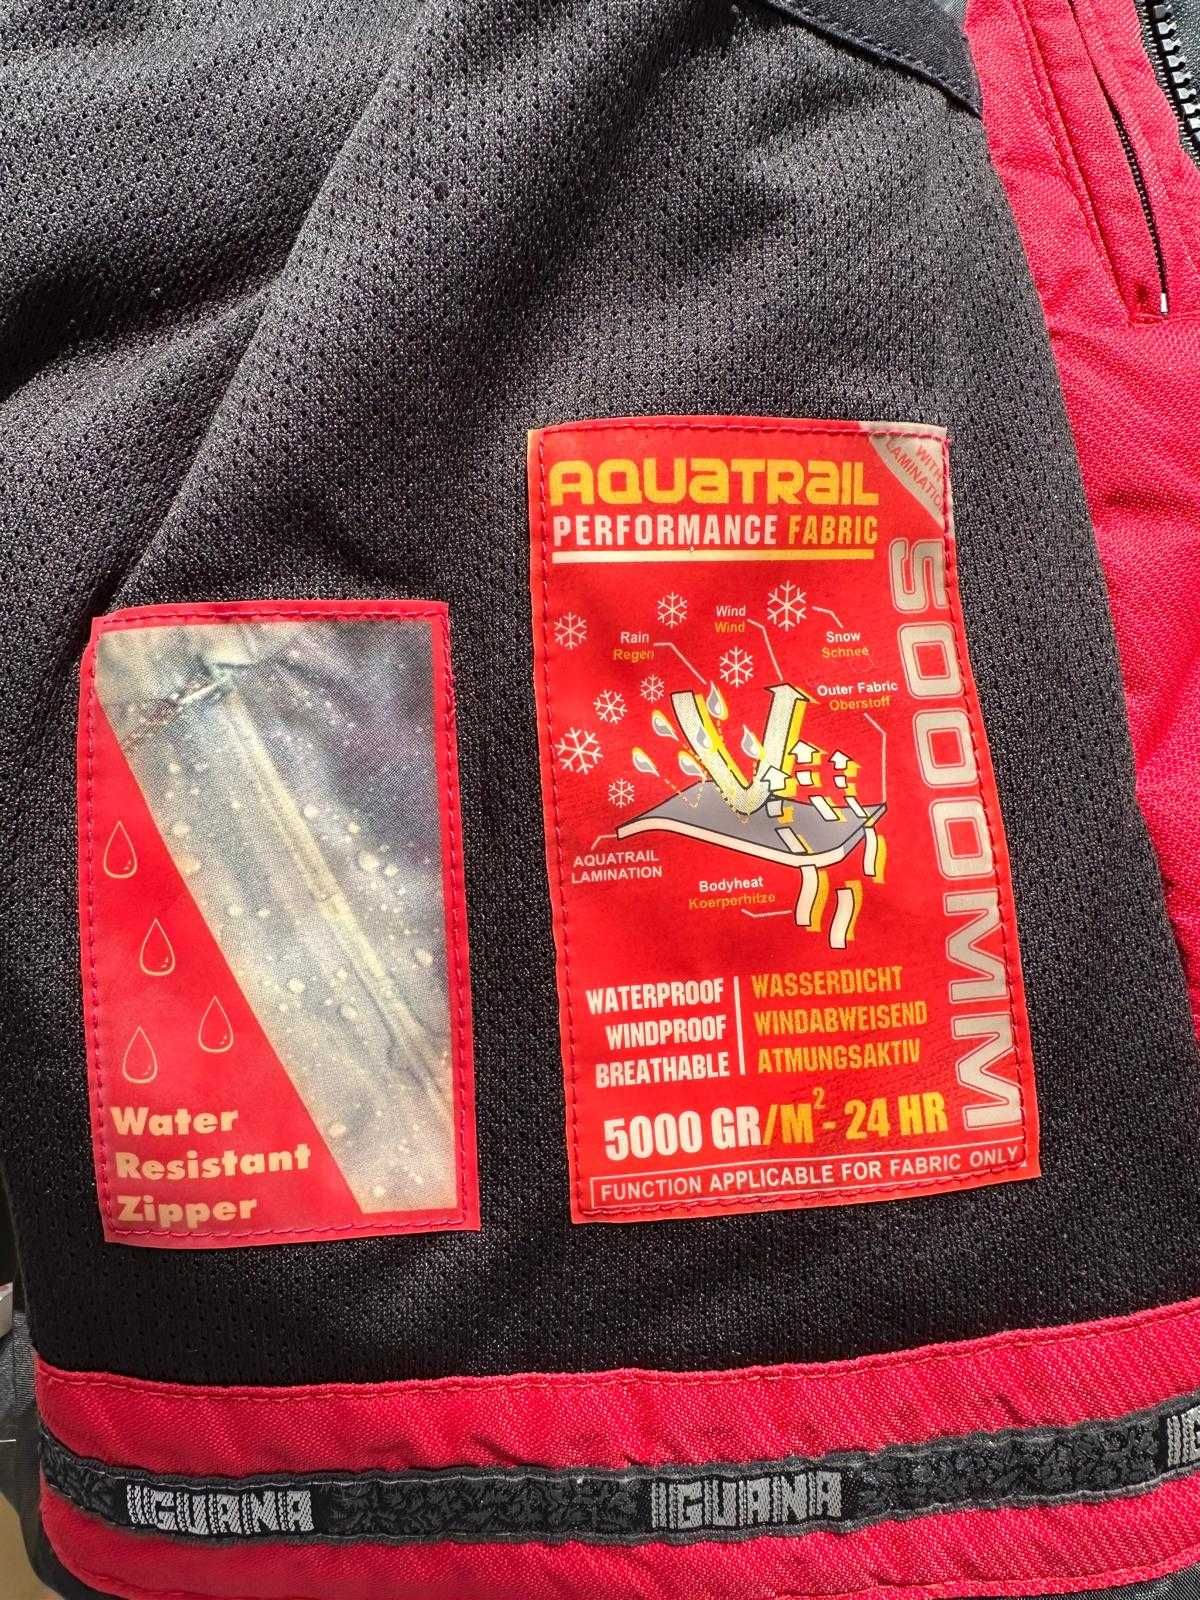 AQUATRAIL
PERFORMANCE FABRIC
WITH
LAMINATIO
5000MM
Wind
Wind
Rain
Regen
Snow
Schnee
Outer Fabric
Oberstoff
AQUATRAIL
LAMINATION
Bodyheat
Koerperhitze
WATERPROOF
WINDPROOF
BREATHABLE
WASSERDICHT
WINDABWEISEND
ATMUNGSAKTIV
5000 GR/M² - 24 HR
FUNCTION APPLICABLE FOR FABRIC ONLY
Water
Resistant
Zipper
IGUANA IGUANA IG